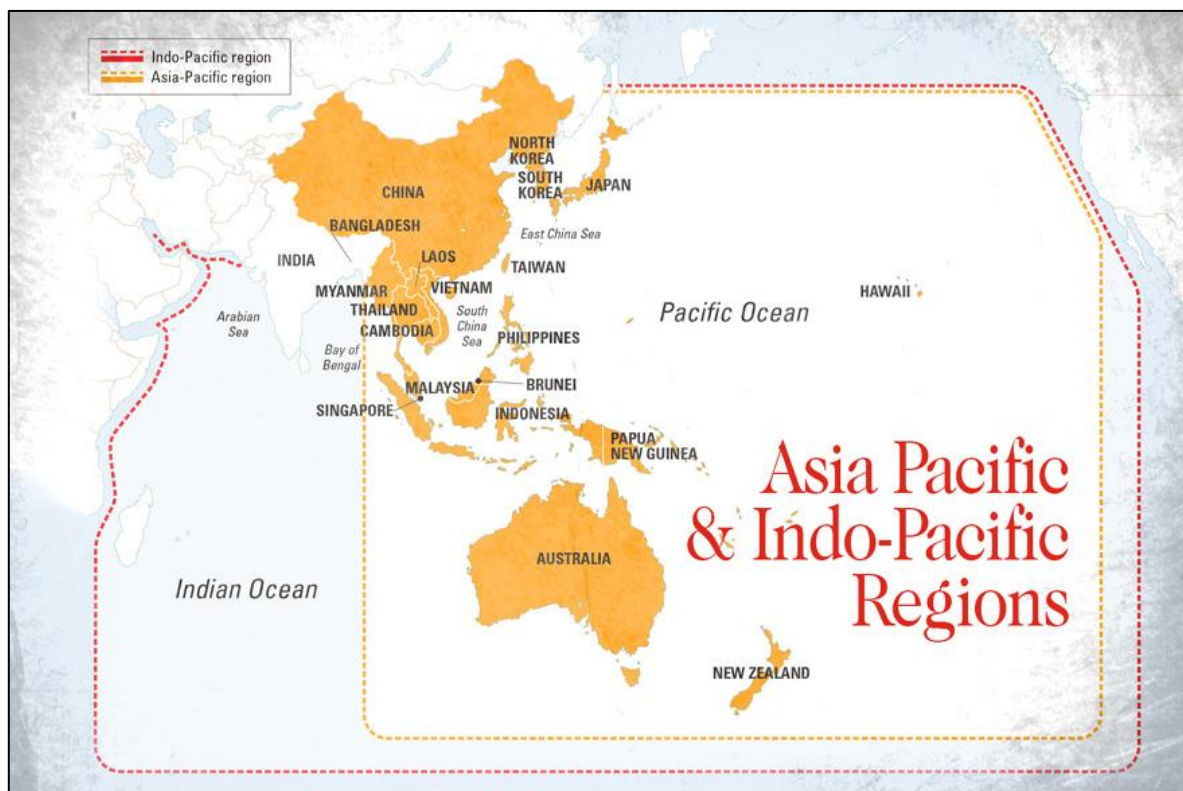 Indo-Pacific region
Asia-Pacific region
NORTH
KOREA
SOUTH
KOREA
JAPAN
CHINA
BANGLADESH
East China Sea
INDIA
LAOS
TAIWAN
MYANMAR
VIETNAM
THAILAND
CAMBODIA
South
China
Sea
HAWAII
Arabian
Sea
Pacific Ocean
PHILIPPINES
Bay of
Bengal
MALAYSIA
BRUNEI
SINGAPORE
INDONESIA
PAPUA
NEW GUINEA
Asia Pacific
& Indo-Pacific
Regions
AUSTRALIA
Indian Ocean
NEW ZEALAND